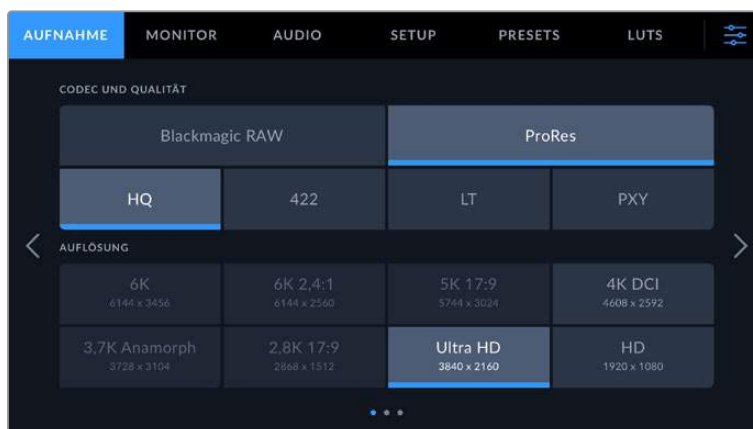 AUFNAHME MONITOR AUDIO SETUP PRESETS LUTS
CODEC UND QUALITÄT
Blackmagic RAW ProRes
HQ 422 LT PXY
AUFLÖSUNG
6K 6K 2,4:1 5K 17:9 4K DCI
6144 x 3456 6144 x 2560 5744 x 3024 4608 x 2592
3,7K Anamorph 2,8K 17:9 Ultra HD HD
3728 x 3104 2868 x 1512 3840 x 2160 1920 x 1080